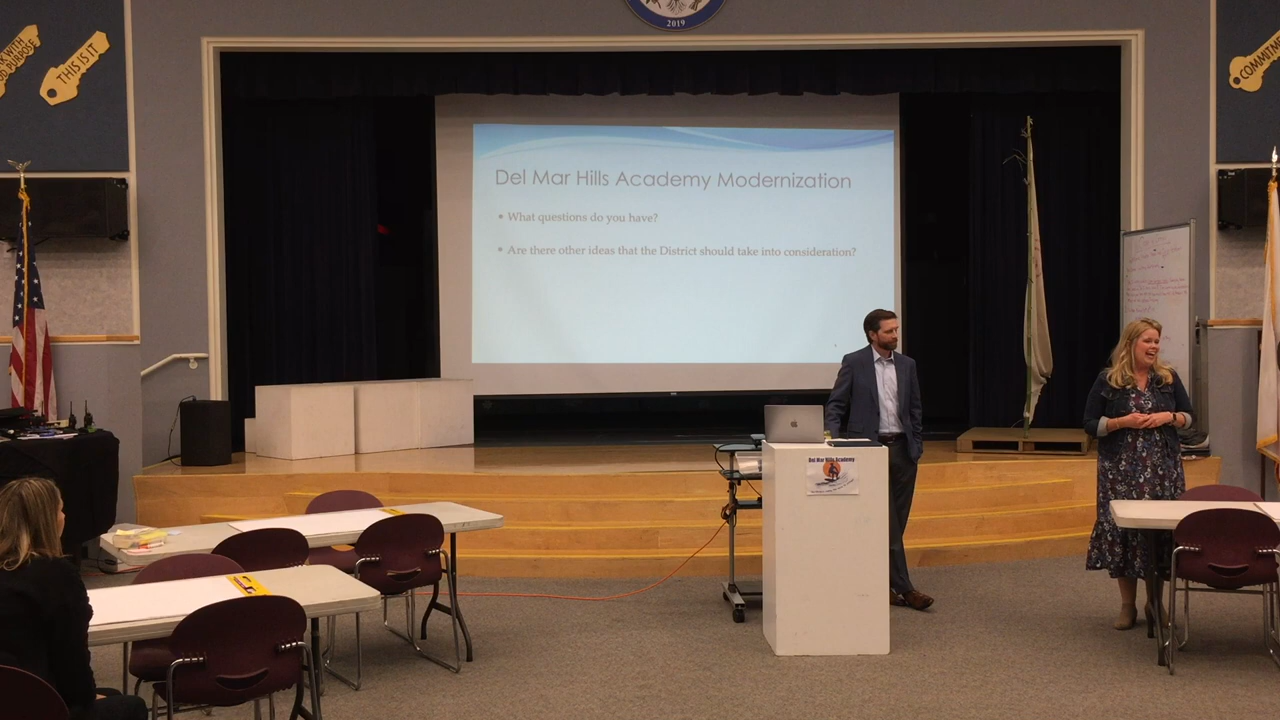 2019
THIS IS IT
COMMITMENT
Del Mar Hills Academy Modernization
• What questions do you have?
• Are there other ideas that the District should take into consideration?
Del Mar Hills Academy